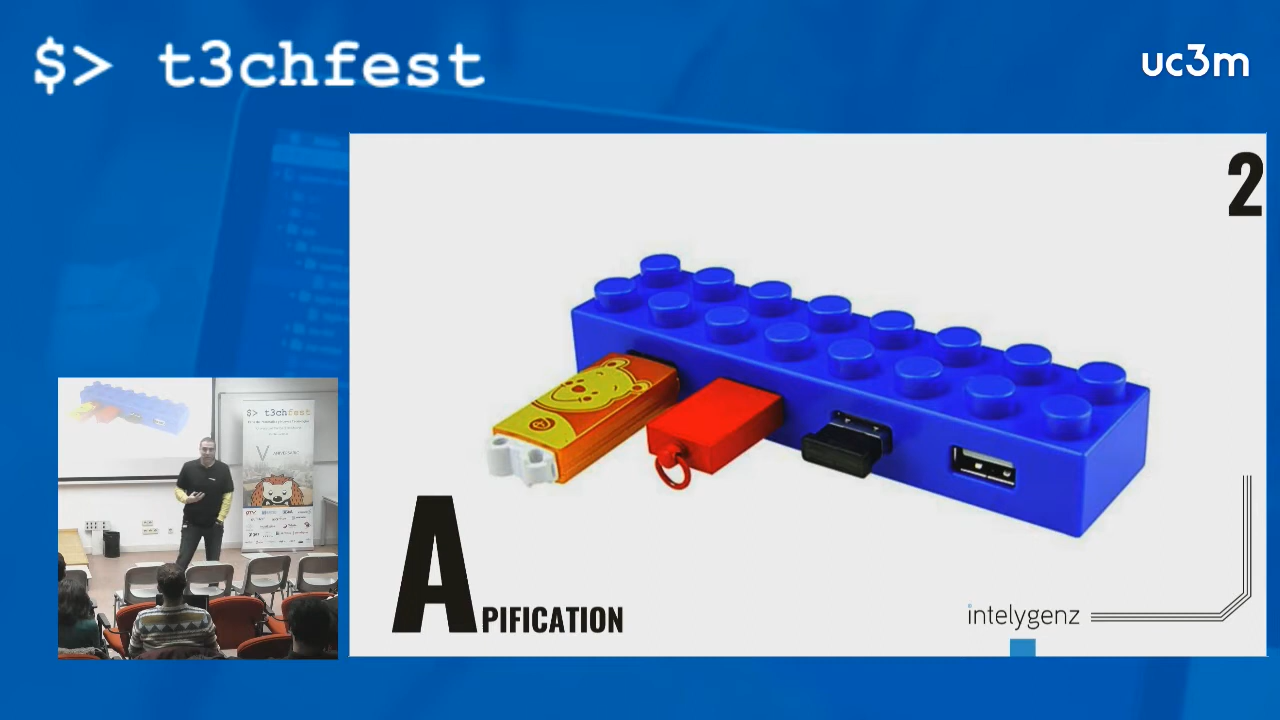 $> t3chfest
uc3m
2
APIFICATION
intelygenz
$> t3chfest